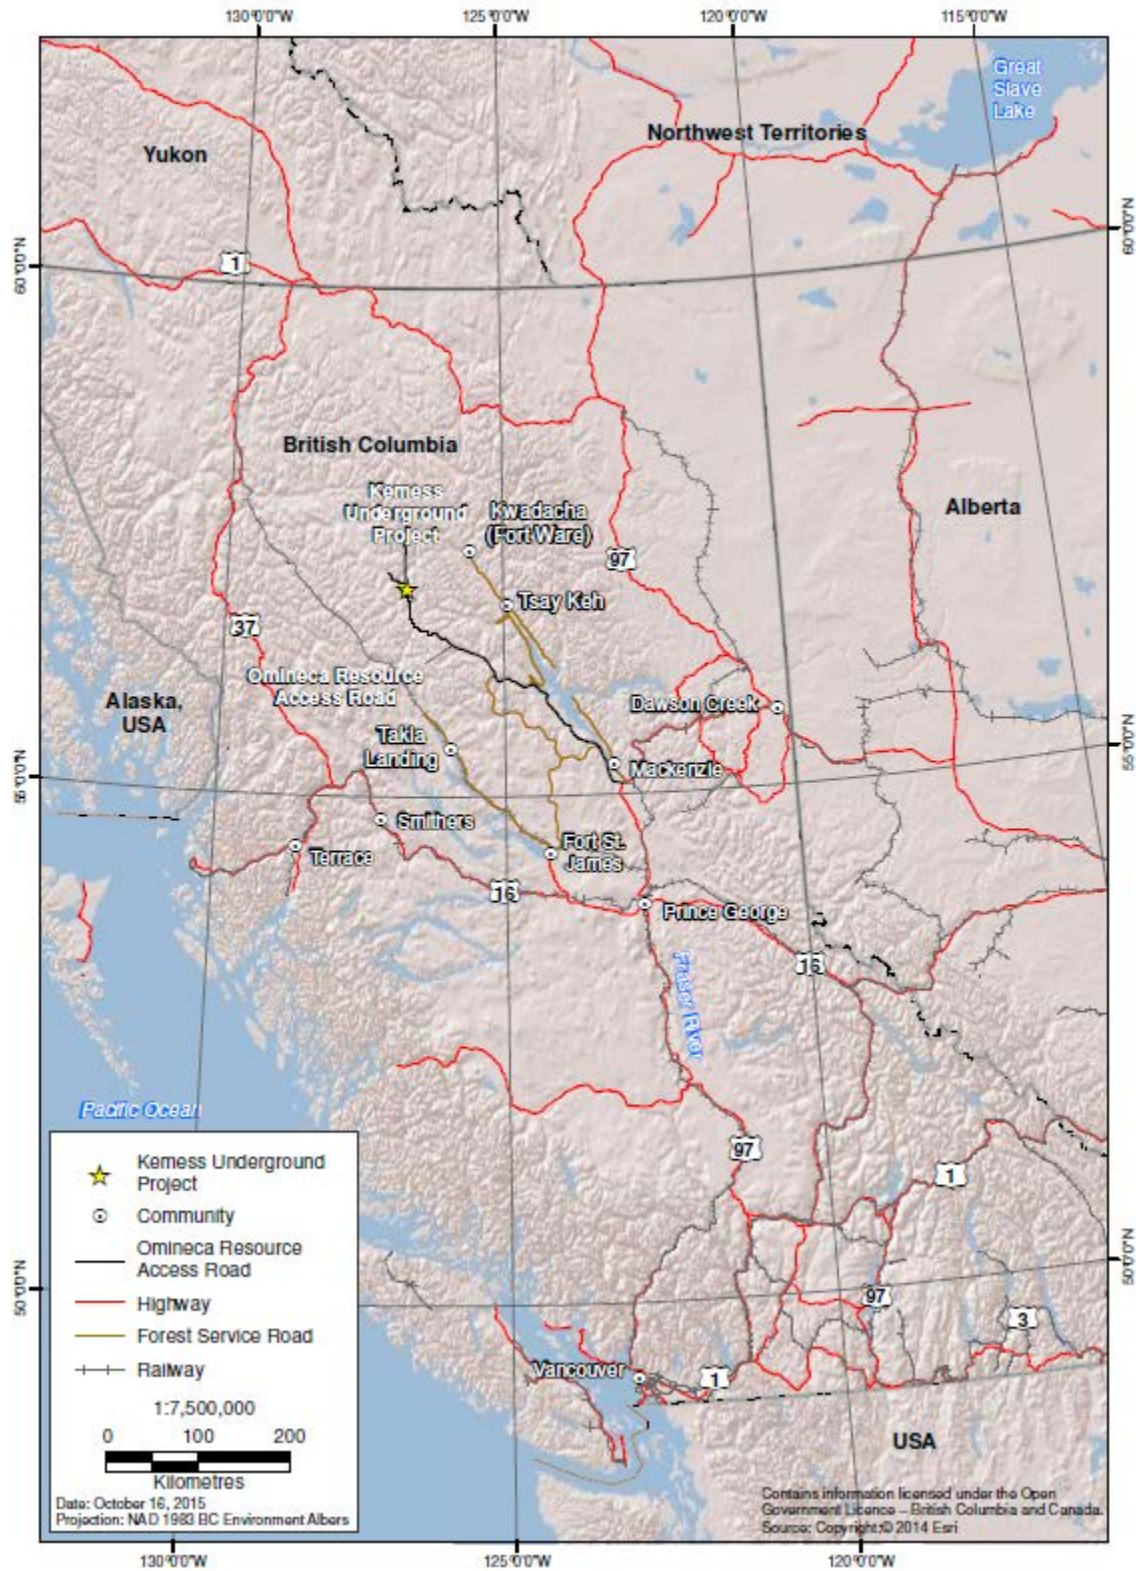 130°0'0"W
125°0'0"W
120°0'0"W
115°0'0"W
Great
Slave
Lake
Northwest Territories
Yukon
60°0'0"N
60°0'0"N
1
British Columbia
Kemess
Underground
Project
Kwadacha
(Fort Ware)
Alberta
97
Tsay Keh
37
Omineca Resource
Access Road
Alaska,
USA
Dawson Creek
Takla
Landing
Mackenzie
55°0'0"N
55°0'0"N
Smithers
Terrace
Fort St.
James
16
Prince George
16
Fraser River
Pacific Ocean
97
1
50°0'0"N
50°0'0"N
97
3
Vancouver
1
USA
Kemess Underground
Project
Community
Omineca Resource
Access Road
Highway
Forest Service Road
Railway
1:7,500,000
0 100 200
Kilometres
Date: October 16, 2015
Projection: NAD 1983 BC Environment Albers
Contains information licensed under the Open
Government Licence – British Columbia and Canada.
Source: Copyright:© 2014 Esri
130°0'0"W
125°0'0"W
120°0'0"W